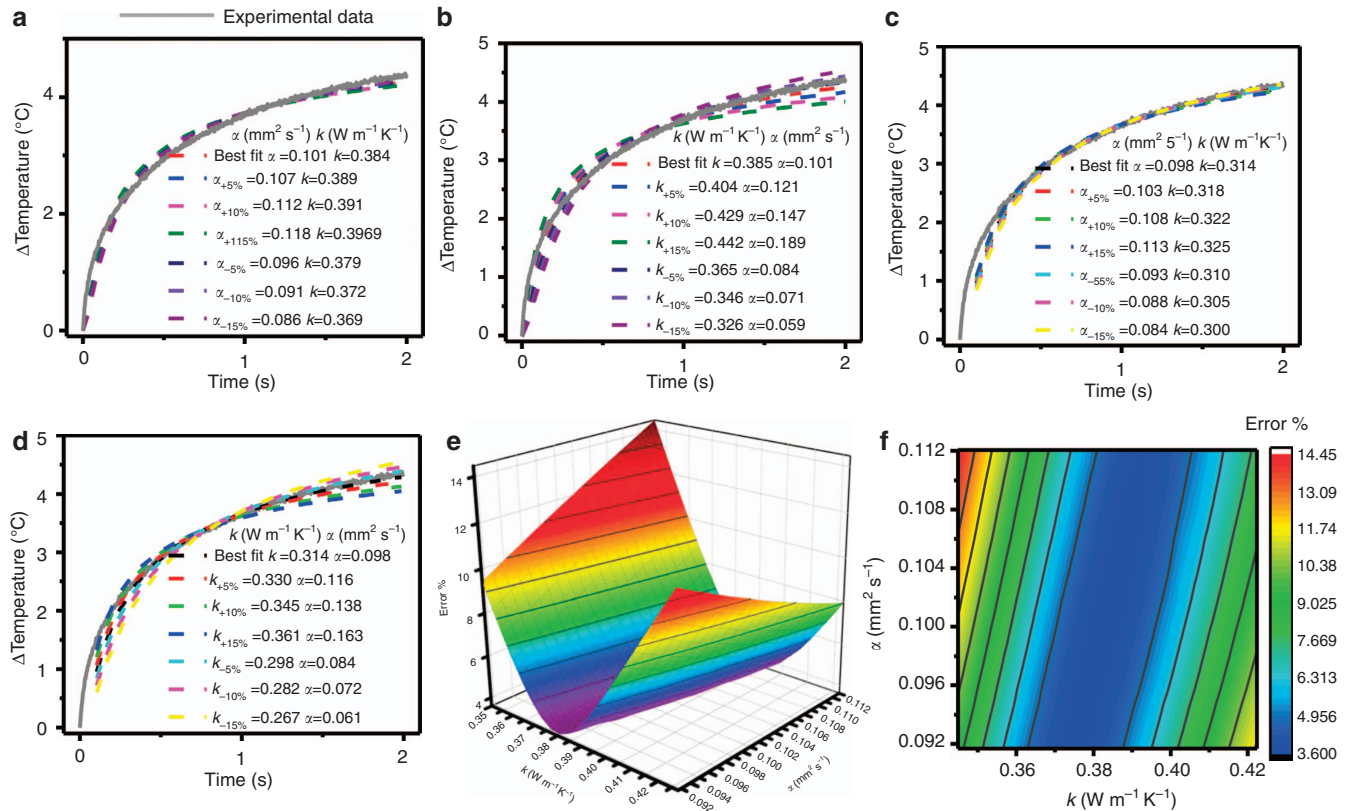 a
Experimental data
ΔTemperature (°C)
4
2
0
0
1
2
Time (s)
α (mm² s⁻¹) k (W m⁻¹ K⁻¹)
Best fit α =0.101 k=0.384
α+5% =0.107 k=0.389
α+10% =0.112 k=0.391
α+115% =0.118 k=0.3969
α−5% =0.096 k=0.379
α−10% =0.091 k=0.372
α−15% =0.086 k=0.369
b
ΔTemperature (°C)
5
4
3
2
1
0
0
1
2
Time (s)
k (W m⁻¹ K⁻¹) α (mm² s⁻¹)
Best fit k =0.385 α=0.101
k+5% =0.404 α=0.121
k+10% =0.429 α=0.147
k+15% =0.442 α=0.189
k−5% =0.365 α=0.084
k−10% =0.346 α=0.071
k−15% =0.326 α=0.059
c
ΔTemperature (°C)
5
4
3
2
1
0
0
1
2
Time (s)
α (mm² 5⁻¹) k (W m⁻¹K⁻¹)
Best fit α =0.098 k=0.314
α+5% =0.103 k=0.318
α+10% =0.108 k=0.322
α+15% =0.113 k=0.325
α−55% =0.093 k=0.310
α−10% =0.088 k=0.305
α−15% =0.084 k=0.300
d
ΔTemperature (°C)
5
4
3
2
1
0
0
1
2
Time (s)
k (W m⁻¹ K⁻¹) α (mm² s⁻¹)
Best fit k =0.314 α=0.098
k+5% =0.330 α=0.116
k+10% =0.345 α=0.138
k+15% =0.361 α=0.163
k−5% =0.298 α=0.084
k−10% =0.282 α=0.072
k−15% =0.267 α=0.061
e
Error %
14
12
10
8
6
4
0.35
0.36
0.37
0.38
0.39
0.40
0.41
0.42
k (W m⁻¹ K⁻¹)
0.092
0.094
0.096
0.098
0.100
0.102
0.104
0.106
0.108
0.110
0.112
α (mm² s⁻¹)
f
Error %
α (mm² s⁻¹)
0.112
0.108
0.104
0.100
0.096
0.092
0.36
0.38
0.40
0.42
k (W m⁻¹ K⁻¹)
14.45
13.09
11.74
10.38
9.025
7.669
6.313
4.956
3.600